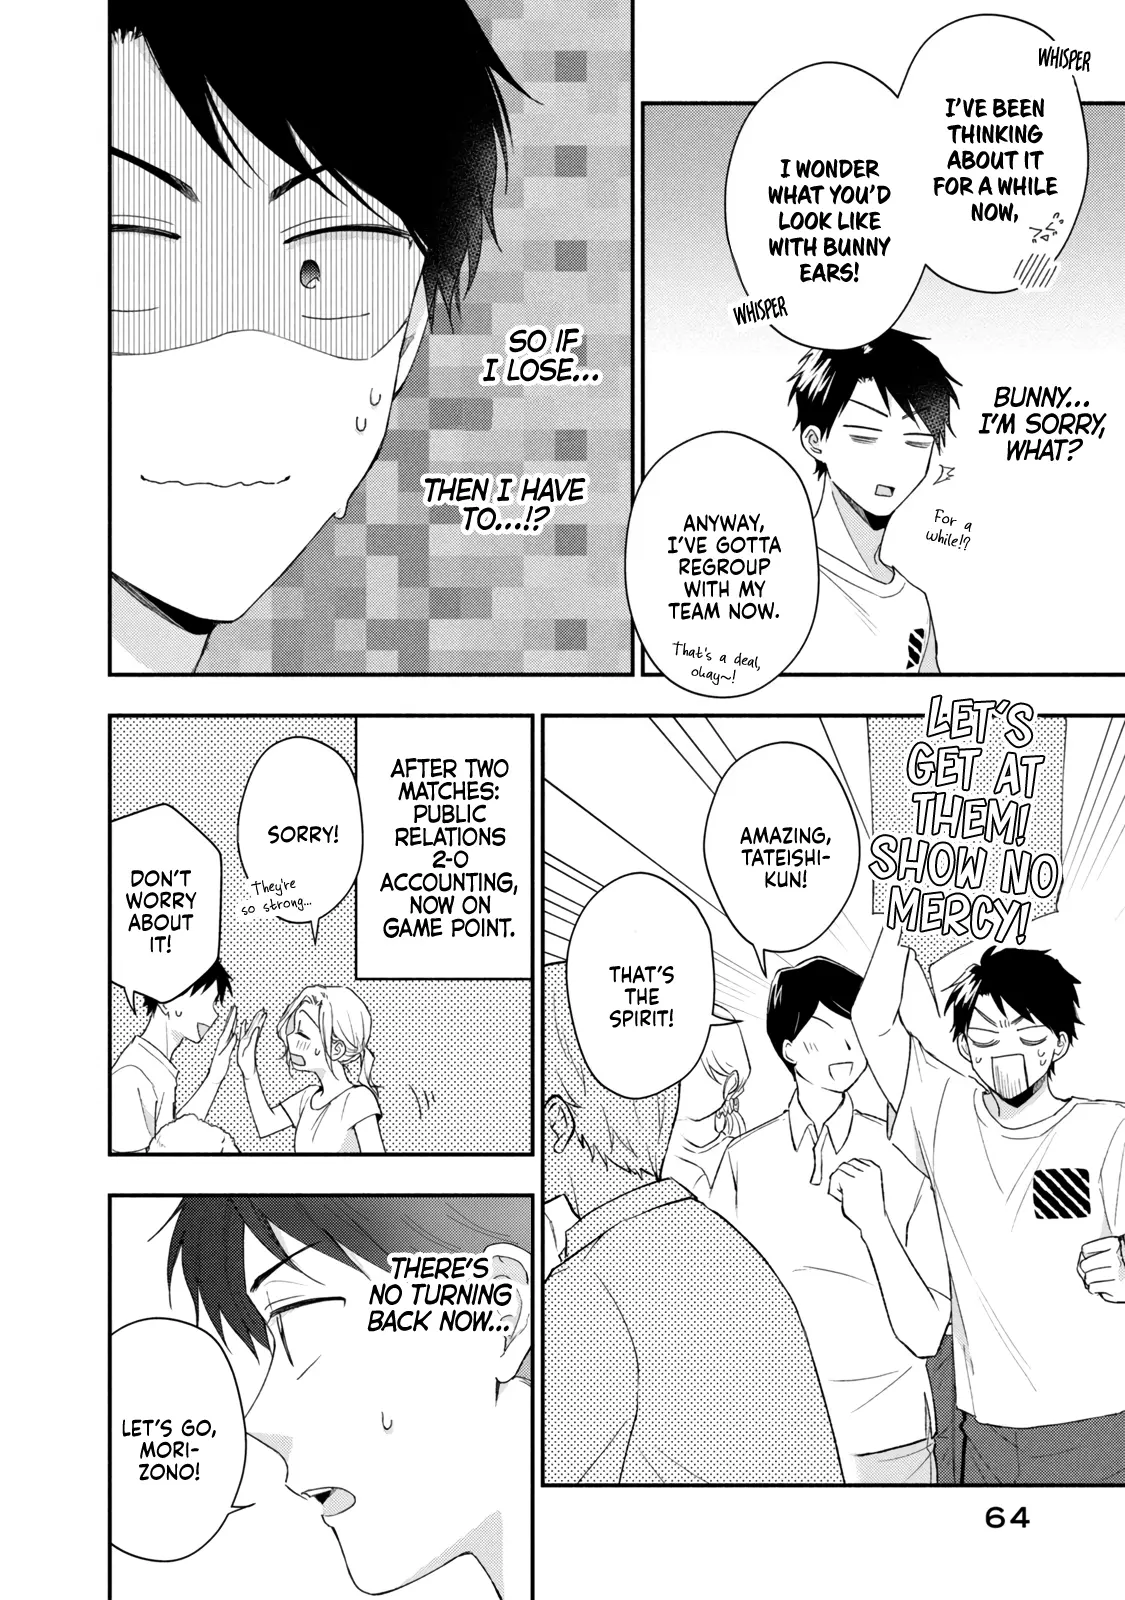 WHISPER
I'VE BEEN
THINKING
ABOUT IT
FOR A WHILE
NOW,
I WONDER
WHAT YOU'D
LOOK LIKE
WITH BUNNY
EARS!
WHISPER
BUNNY...
I'M SORRY,
WHAT?
For a
while!?
ANYWAY,
I'VE GOTTA
REGROUP
WITH MY
TEAM NOW.
That's a deal,
okay~!
SO IF
I LOSE...
THEN I HAVE
TO...!?
LET'S
GET AT
THEM!
SHOW NO
MERCY!
AMAZING,
TATEISHI-
KUN!
THAT'S
THE
SPIRIT!
AFTER TWO
MATCHES:
PUBLIC
RELATIONS
2-0
ACCOUNTING,
NOW ON
GAME POINT.
SORRY!
They're
so strong...
DON'T
WORRY
ABOUT
IT!
THERE'S
NO TURNING
BACK NOW...
LET'S GO,
MORI-
ZONO!
64